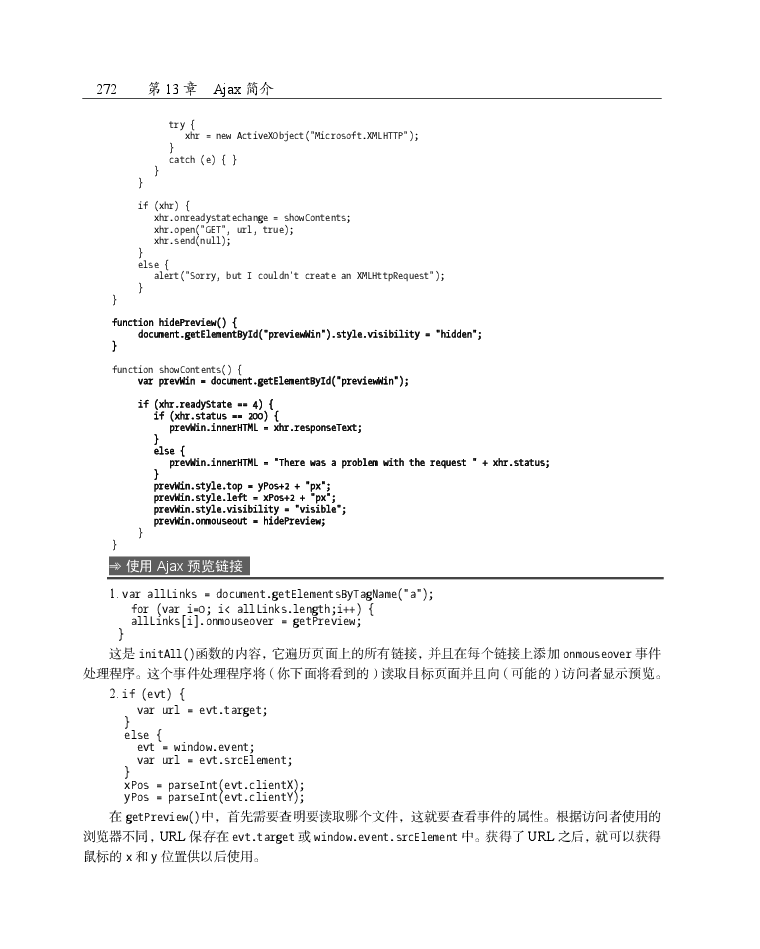 272 第 13 章 Ajax 简介
try {
xhr = new ActiveXObject("Microsoft.XMLHTTP");
}
catch (e) { }
}
}
if (xhr) {
xhr.onreadystatechange = showContents;
xhr.open("GET", url, true);
xhr.send(null);
}
else {
alert("Sorry, but I couldn't create an XMLHttpRequest");
}
}
function hidePreview() {
document.getElementById("previewWin").style.visibility = "hidden";
}
function showContents() {
var prevWin = document.getElementById("previewWin");
if (xhr.readyState == 4) {
if (xhr.status == 200) {
prevWin.innerHTML = xhr.responseText;
}
else {
prevWin.innerHTML = "There was a problem with the request " + xhr.status;
}
prevWin.style.top = yPos+2 + "px";
prevWin.style.left = xPos+2 + "px";
prevWin.style.visibility = "visible";
prevWin.onmouseout = hidePreview;
}
}
➾ 使用 Ajax 预览链接
1. var allLinks = document.getElementsByTagName("a");
for (var i=0; i< allLinks.length;i++) {
allLinks[i].onmouseover = getPreview;
}
这是 initAll()函数的内容，它遍历页面上的所有链接，并且在每个链接上添加 onmouseover 事件
处理程序。这个事件处理程序将（你下面将看到的）读取目标页面并且向（可能的）访问者显示预览。
2. if (evt) {
var url = evt.target;
}
else {
evt = window.event;
var url = evt.srcElement;
}
xPos = parseInt(evt.clientX);
yPos = parseInt(evt.clientY);
在 getPreview()中，首先需要查明要读取哪个文件，这就要查看事件的属性。根据访问者使用的
浏览器不同，URL 保存在 evt.target 或 window.event.srcElement 中。获得了 URL 之后，就可以获得
鼠标的 x 和 y 位置供以后使用。